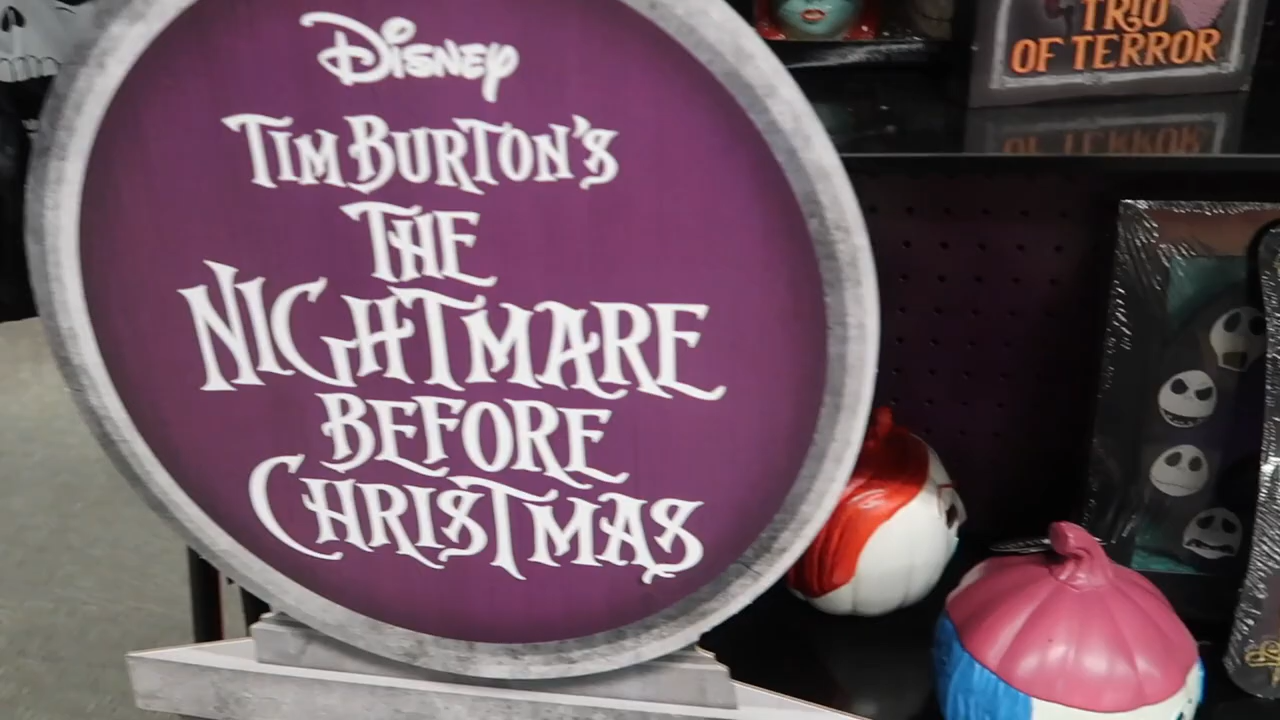 Disney
Tim Burton's
The
Nightmare
Before
Christmas
TRIO
OF TERROR